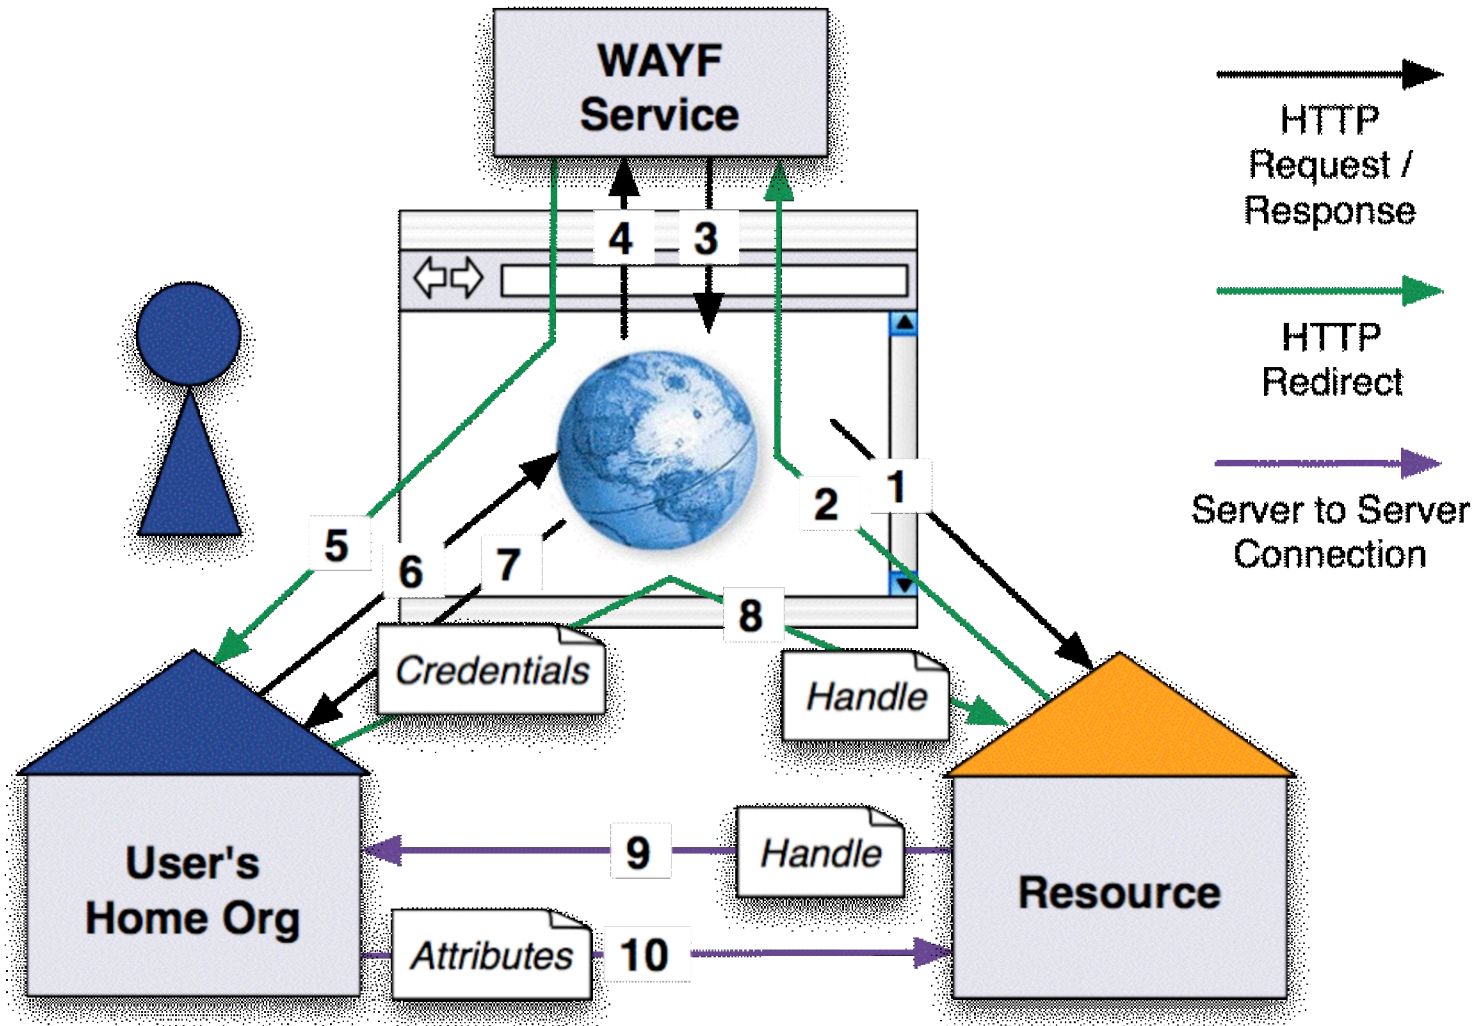 WAYF
Service
HTTP
Request /
Response
4
3
HTTP
Redirect
1
2
5
6
7
Server to Server
Connection
8
Credentials
Handle
User's
Home Org
9
Handle
Resource
Attributes
10